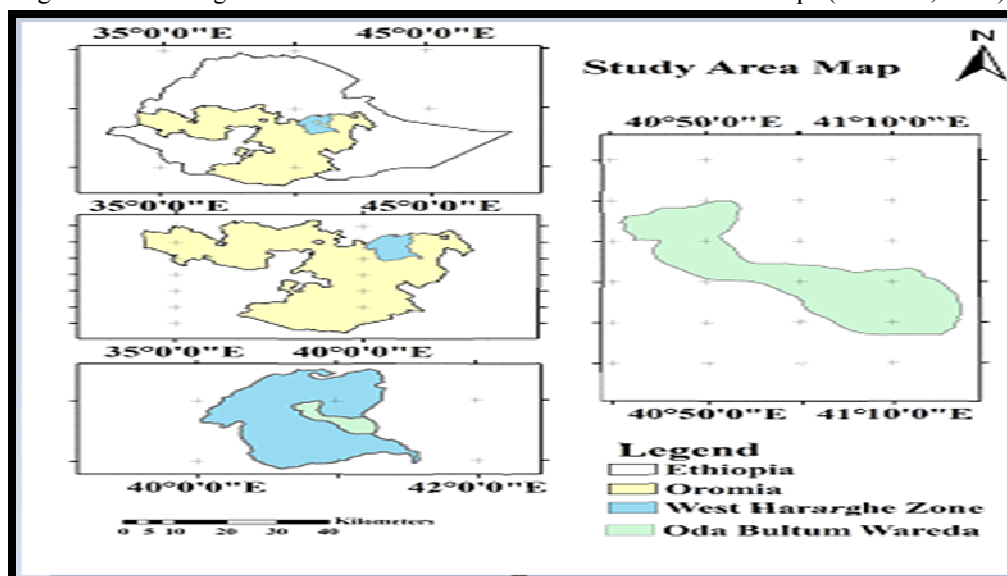 35°0'0"E 45°0'0"E
N
Study Area Map
40°50'0"E 41°10'0"E
35°0'0"E 45°0'0"E
35°0'0"E 40°0'0"E
40°50'0"E 41°10'0"E
Legend
Ethiopia
Oromia
West Hararghe Zone
Oda Bultum Wareda
40°0'0"E 42°0'0"E
Kilometers
0 5 10 20 30 40